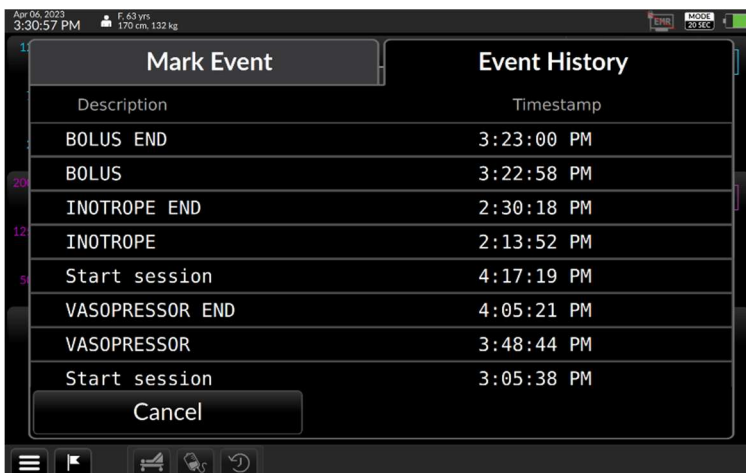 Apr 06, 2023
3:30:57 PM
F, 63 yrs
170 cm, 132 kg
EMR
MODE
20 SEC
Mark Event
Event History
Description Timestamp
BOLUS END 3:23:00 PM
BOLUS 3:22:58 PM
INOTROPE END 2:30:18 PM
INOTROPE 2:13:52 PM
Start session 4:17:19 PM
VASOPRESSOR END 4:05:21 PM
VASOPRESSOR 3:48:44 PM
Start session 3:05:38 PM
Cancel